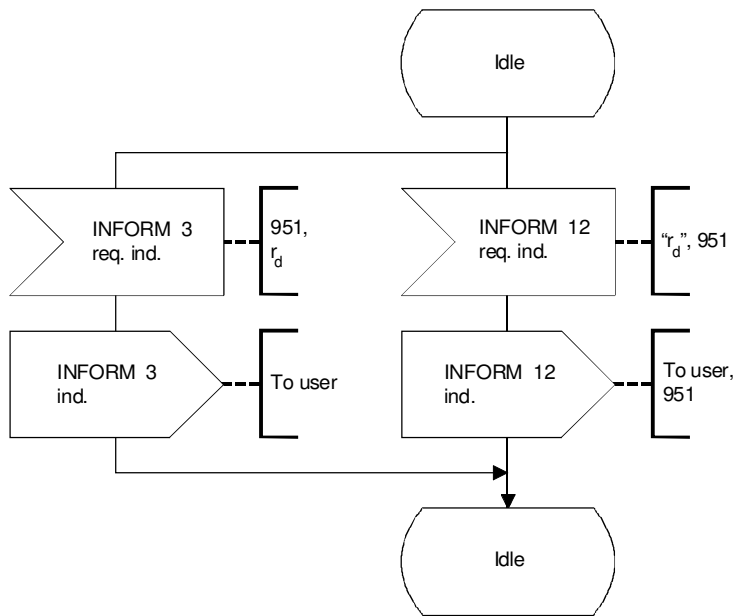 Idle
INFORM 3
req. ind.
951,
r_d
INFORM 12
req. ind.
“r_d”, 951
INFORM 3
ind.
To user
INFORM 12
ind.
To user,
951
Idle